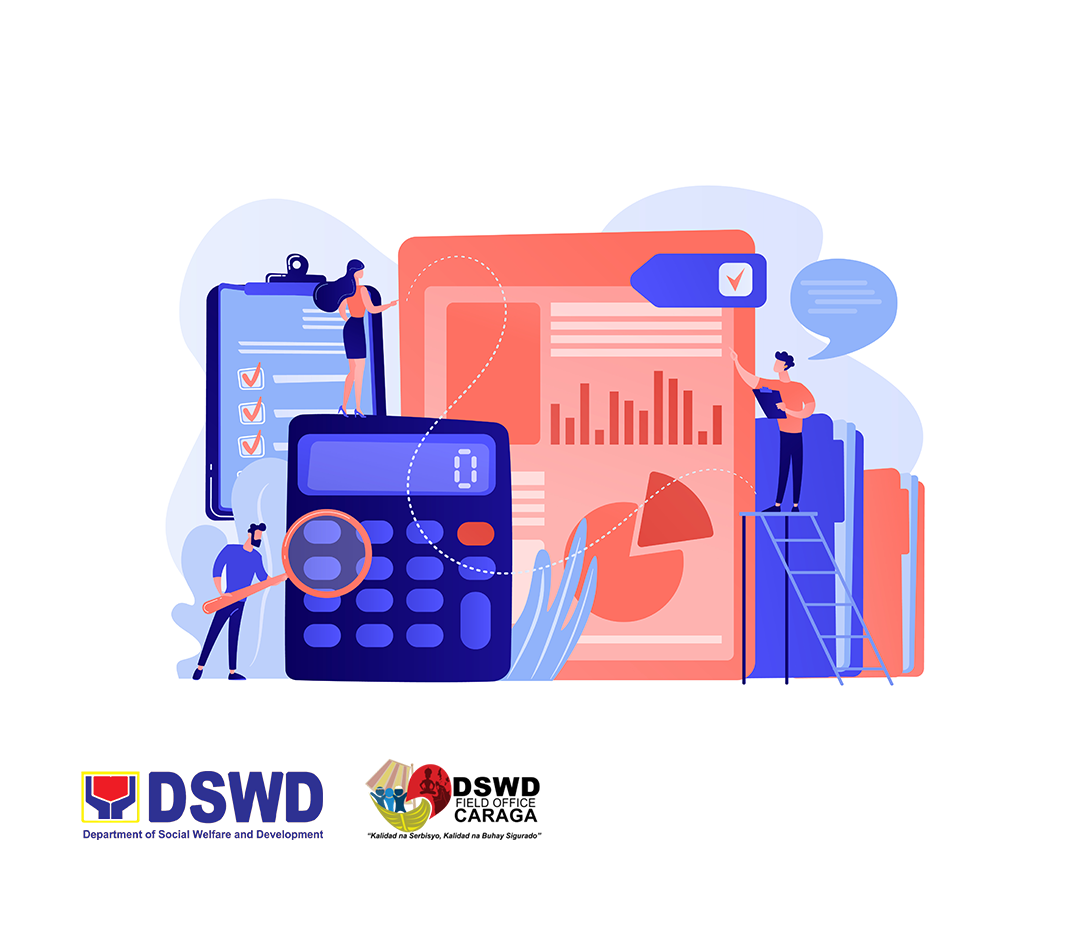 0
DSWD
Department of Social Welfare and Development
DSWD
FIELD OFFICE
CARAGA
"Kalidad na Serbisyo, Kalidad na Buhay Sigurado"